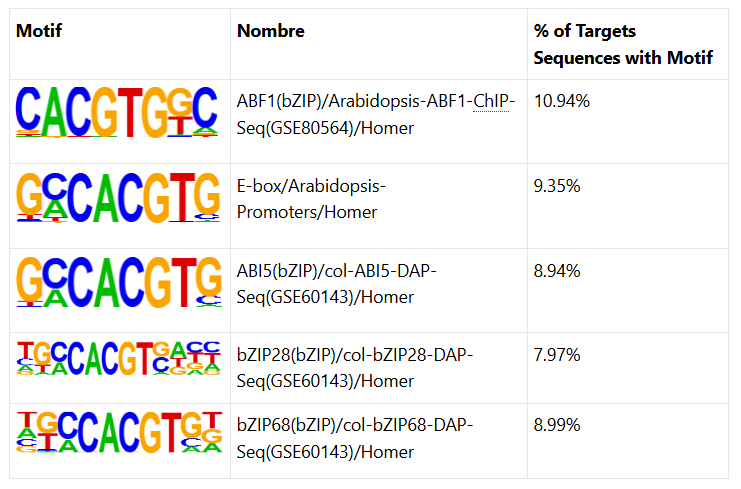 Motif
Nombre
% of Targets
Sequences with Motif
CACGTGGC
ABF1(bZIP)/Arabidopsis-ABF1-ChIP-
Seq(GSE80564)/Homer
10.94%
GCCACGTG
E-box/Arabidopsis-
Promoters/Homer
9.35%
GCCACGTG
ABI5(bZIP)/col-ABI5-DAP-
Seq(GSE60143)/Homer
8.94%
TGCCACGTGACC
bZIP28(bZIP)/col-bZIP28-DAP-
Seq(GSE60143)/Homer
7.97%
TGCCACGTGT
bZIP68(bZIP)/col-bZIP68-DAP-
Seq(GSE60143)/Homer
8.99%